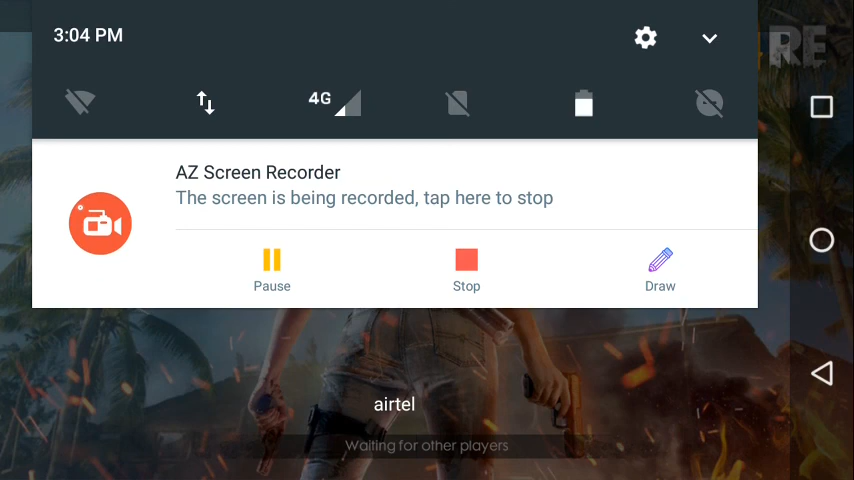 3:04 PM
RE
4G
AZ Screen Recorder
The screen is being recorded, tap here to stop
Pause
Stop
Draw
airtel
Waiting for other players